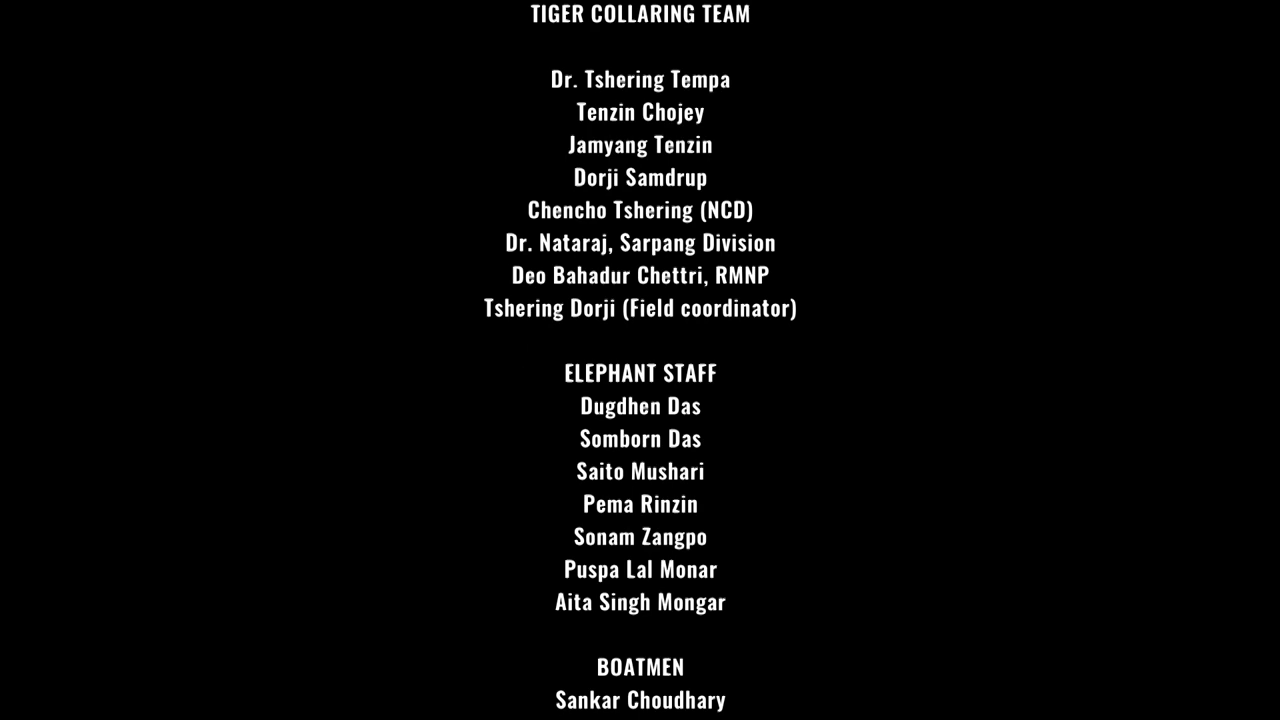 TIGER COLLARING TEAM
Dr. Tshering Tempa
Tenzin Chojey
Jamyang Tenzin
Dorji Samdrup
Chencho Tshering (NCD)
Dr. Nataraj, Sarpang Division
Deo Bahadur Chettri, RMNP
Tshering Dorji (Field coordinator)
ELEPHANT STAFF
Dugdhen Das
Somborn Das
Saito Mushari
Pema Rinzin
Sonam Zangpo
Puspa Lal Monar
Aita Singh Mongar
BOATMEN
Sankar Choudhary